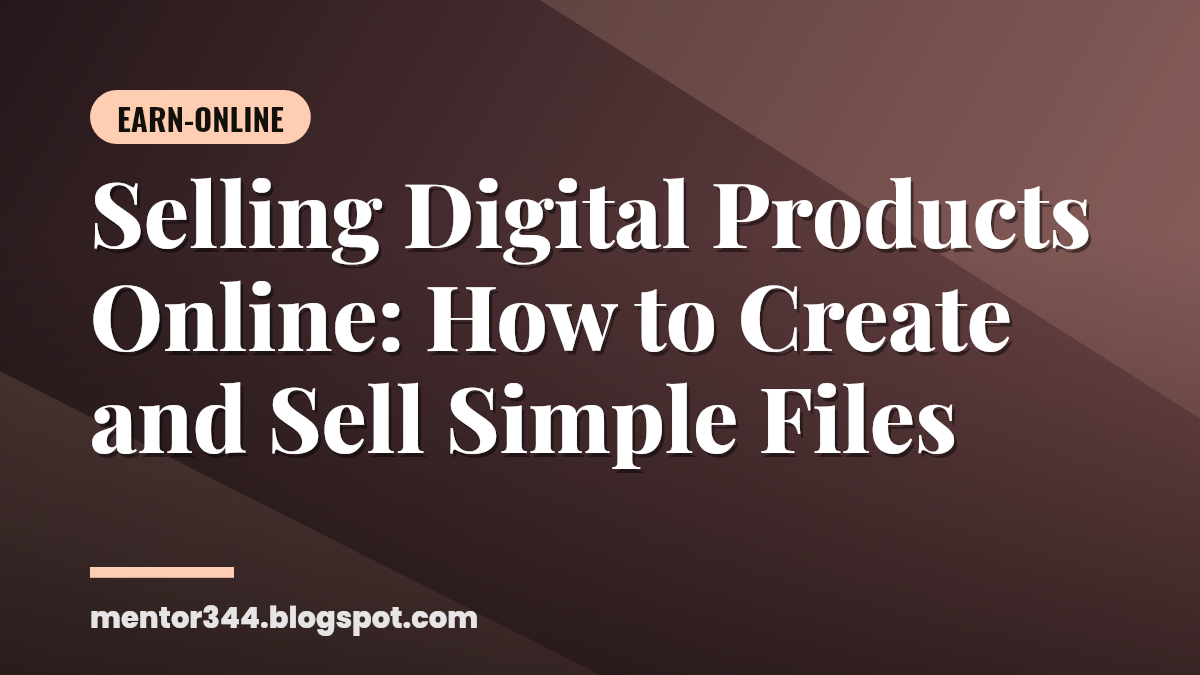 EARN-ONLINE
Selling Digital Products
Online: How to Create
and Sell Simple Files
mentor344.blogspot.com